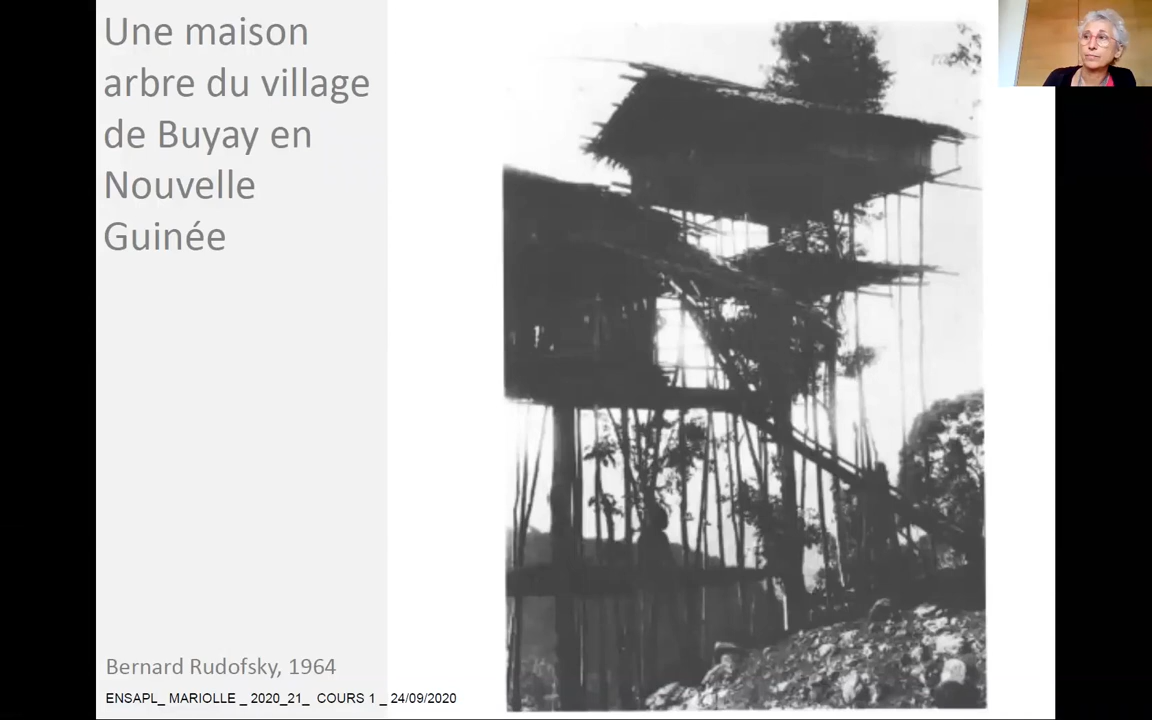 Une maison
arbre du village
de Buyay en
Nouvelle
Guinée
Bernard Rudofsky, 1964
ENSAPL_ MARIOLLE _ 2020_21_ COURS 1 _ 24/09/2020